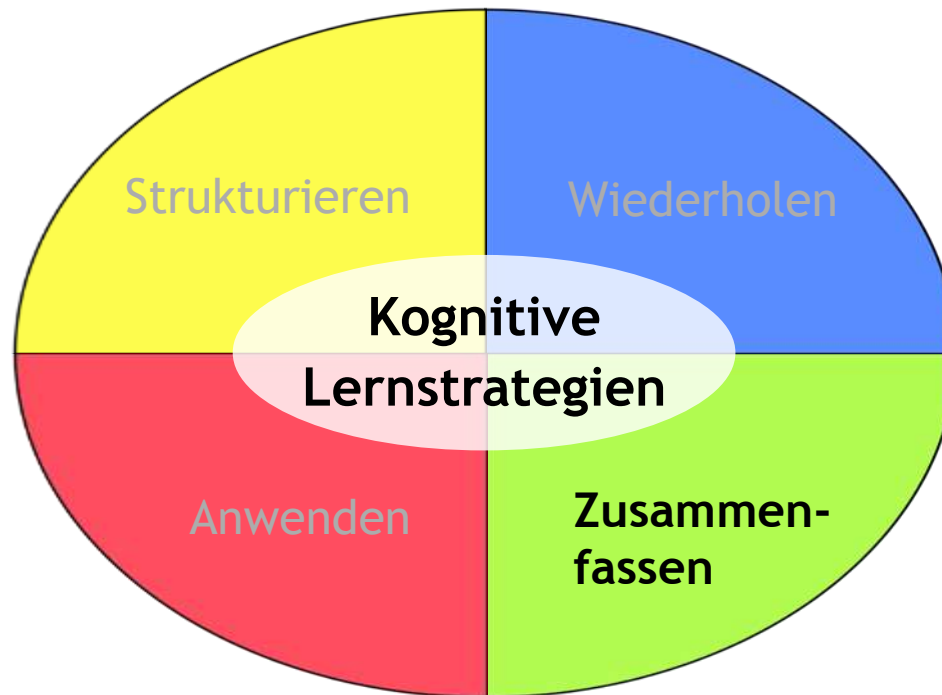 Strukturieren
Wiederholen
Kognitive
Lernstrategien
Anwenden
Zusammen-
fassen